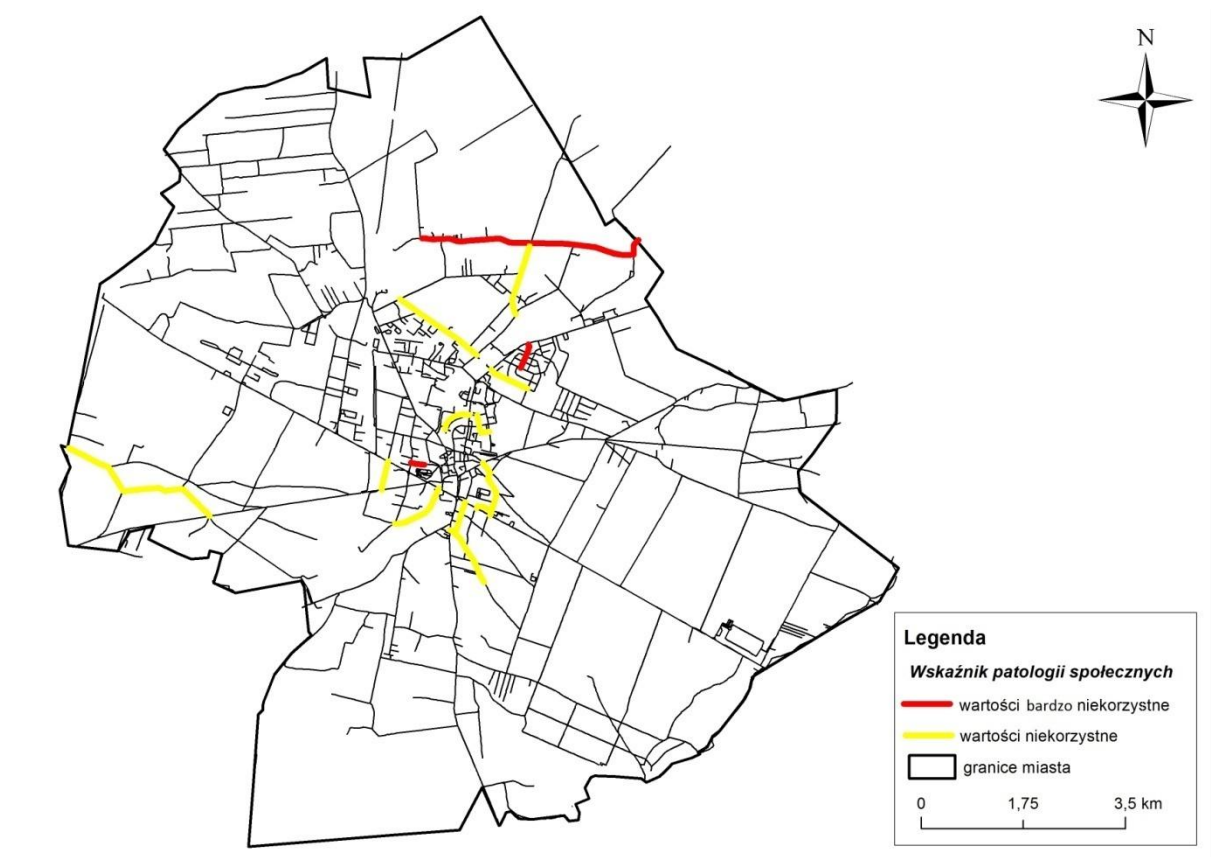 N
Legenda
Wskaźnik patologii społecznych
wartości bardzo niekorzystne
wartości niekorzystne
granice miasta
0 1,75 3,5 km